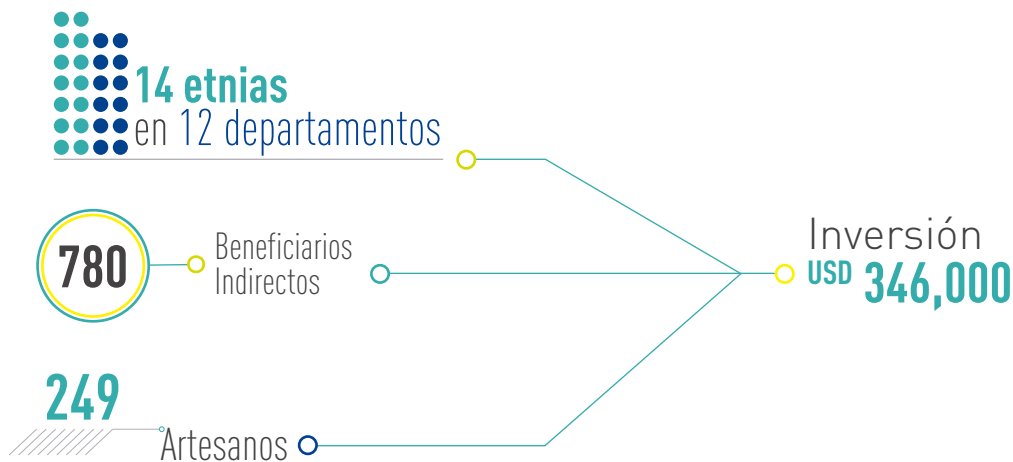 14 etnias
en 12 departamentos
780
Beneficiarios
Indirectos
249
Artesanos
Inversión
USD 346,000